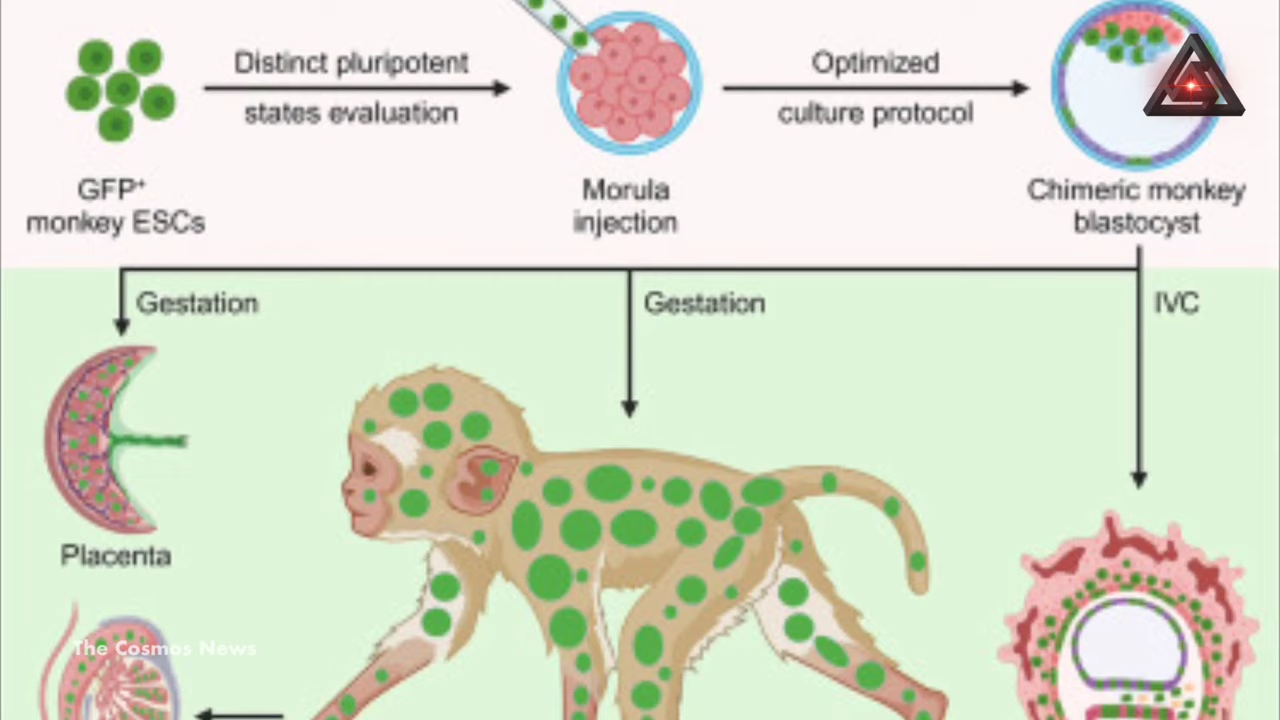 Distinct pluripotent
states evaluation
Optimized
culture protocol
GFP⁺
monkey ESCs
Morula
injection
Chimeric monkey
blastocyst
Gestation
Gestation
IVC
Placenta
The Cosmos News